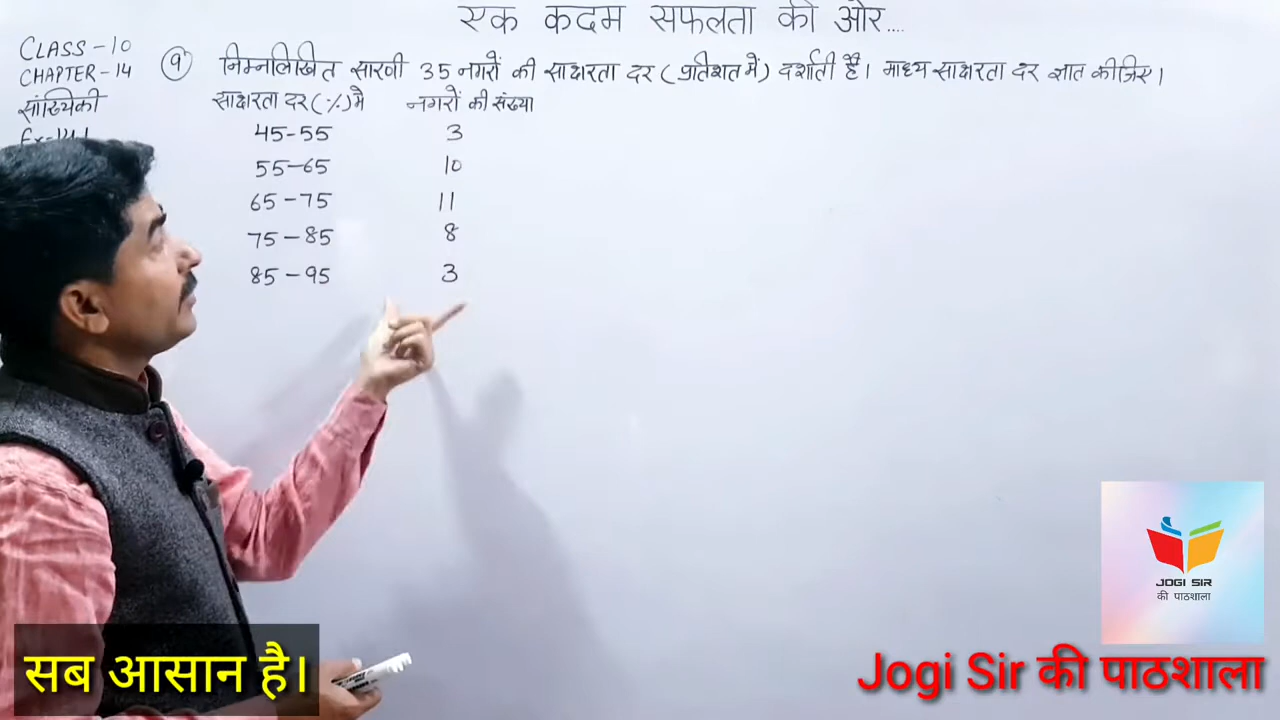 एक कदम सफलता की ओर....
CLASS-10
CHAPTER-14
सांख्यिकी
9 निम्नलिखित सारणी 35 नगरों की साक्षरता दर (प्रतिशत में) दर्शाती है। माध्य साक्षरता दर ज्ञात कीजिए।
साक्षरता दर (%) में नगरों की संख्या
45-55 3
55-65 10
65-75 11
75-85 8
85-95 3
JOGI SIR
की पाठशाला
सब आसान है।
Jogi Sir की पाठशाला